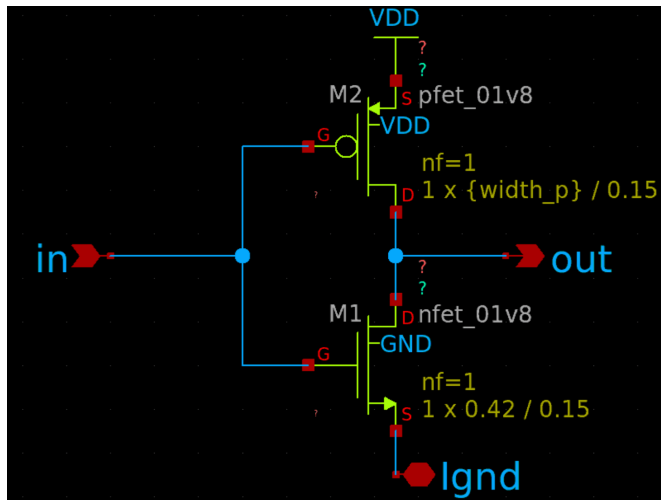 VDD
?
?
M2
S
pfet_01v8
VDD
G
nf=1
1 x {width_p} / 0.15
?
D
in
out
?
?
M1
D
nfet_01v8
GND
G
nf=1
1 x 0.42 / 0.15
?
S
lgnd